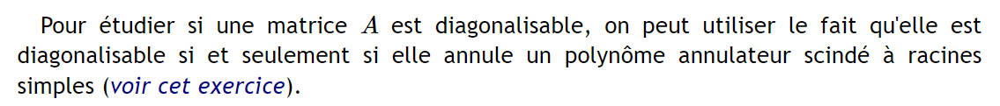 Pour étudier si une matrice A est diagonalisable, on peut utiliser le fait qu'elle est
diagonalisable si et seulement si elle annule un polynôme annulateur scindé à racines
simples (voir cet exercice).